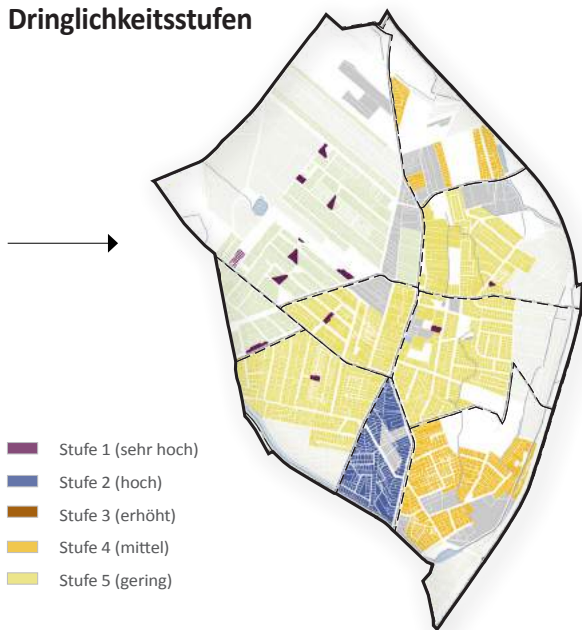 Dringlichkeitsstufen
Stufe 1 (sehr hoch)
Stufe 2 (hoch)
Stufe 3 (erhöht)
Stufe 4 (mittel)
Stufe 5 (gering)